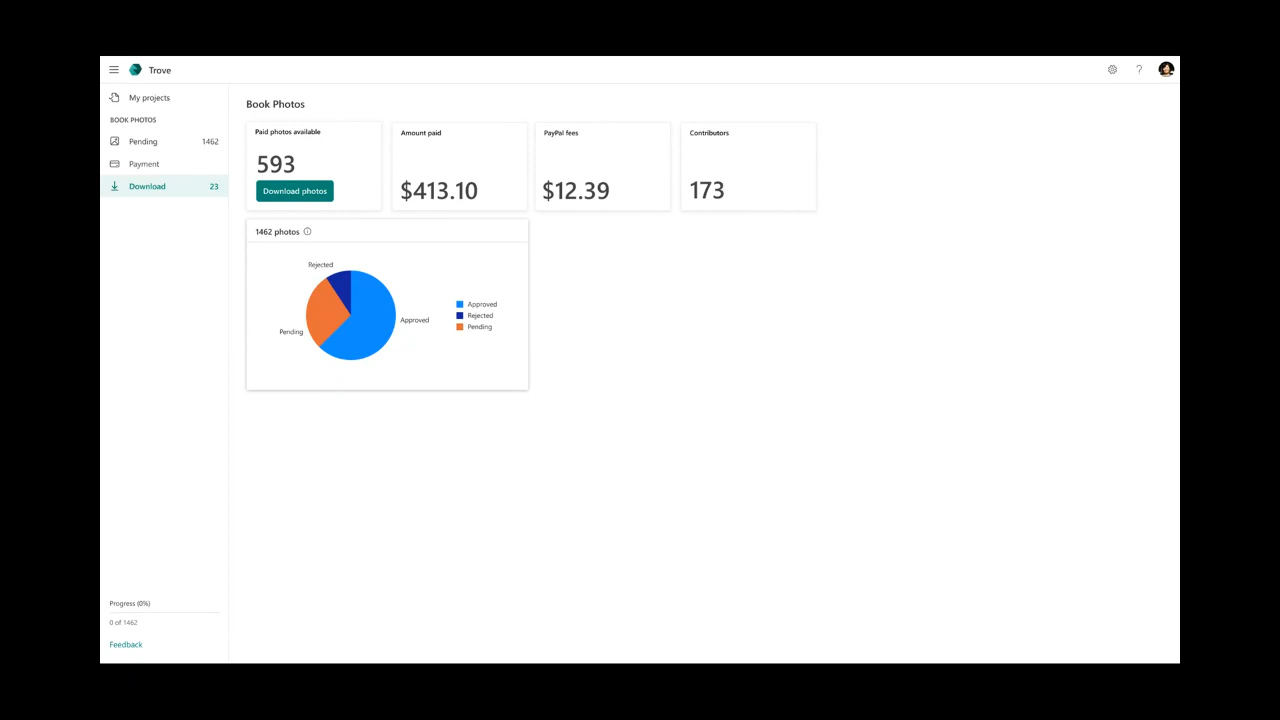 Trove
?
My projects
BOOK PHOTOS
Pending 1462
Payment
Download 23
Progress (0%)
0 of 1462
Feedback
Book Photos
Paid photos available
593
Download photos
Amount paid
$413.10
PayPal fees
$12.39
Contributors
173
1462 photos
Rejected
Approved
Pending
Approved
Rejected
Pending